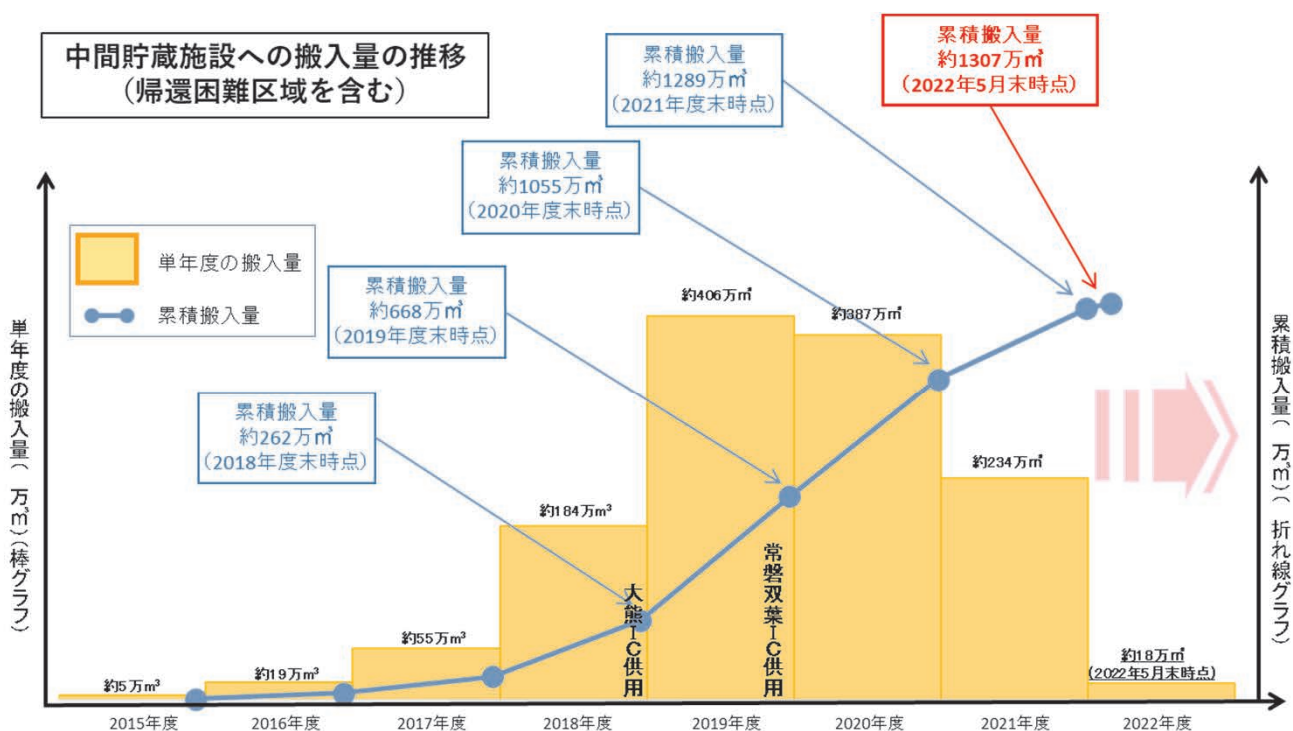 中間貯蔵施設への搬入量の推移
（帰還困難区域を含む）
累積搬入量
約1289万㎥
（2021年度末時点）
累積搬入量
約1307万㎥
（2022年5月末時点）
累積搬入量
約1055万㎥
（2020年度末時点）
単年度の搬入量
累積搬入量
累積搬入量
約668万㎥
（2019年度末時点）
累積搬入量
約262万㎥
（2018年度末時点）
単年度の搬入量（　万㎥）（棒グラフ）
累積搬入量（　万㎥）（　折れ線グラフ）
約5万m³
約19万m³
約55万m³
約184万m³
約406万㎥
約387万㎥
約234万㎥
約18万㎥
（2022年5月末時点）
大熊IC供用
常磐双葉IC供用
2015年度
2016年度
2017年度
2018年度
2019年度
2020年度
2021年度
2022年度